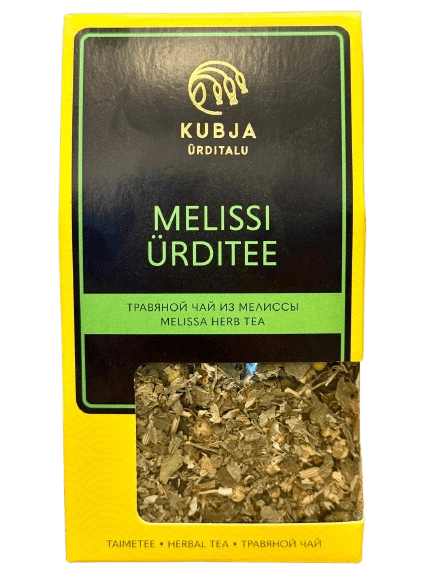 KUBJA
ÜRDITALU
MELISSI
ÜRDITEE
ТРАВЯНОЙ ЧАЙ ИЗ МЕЛИССЫ
MELISSA HERB TEA
TAIMETEE • HERBAL TEA • ТРАВЯНОЙ ЧАЙ